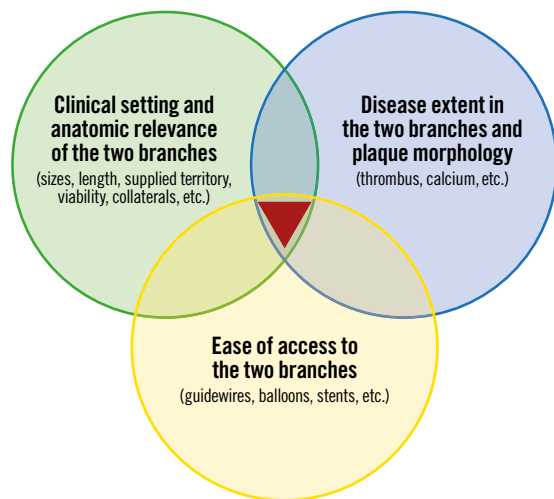 Clinical setting and
anatomic relevance
of the two branches
(sizes, length, supplied territory,
viability, collaterals, etc.)
Disease extent in
the two branches and
plaque morphology
(thrombus, calcium, etc.)
Ease of access to
the two branches
(guidewires, balloons, stents, etc.)